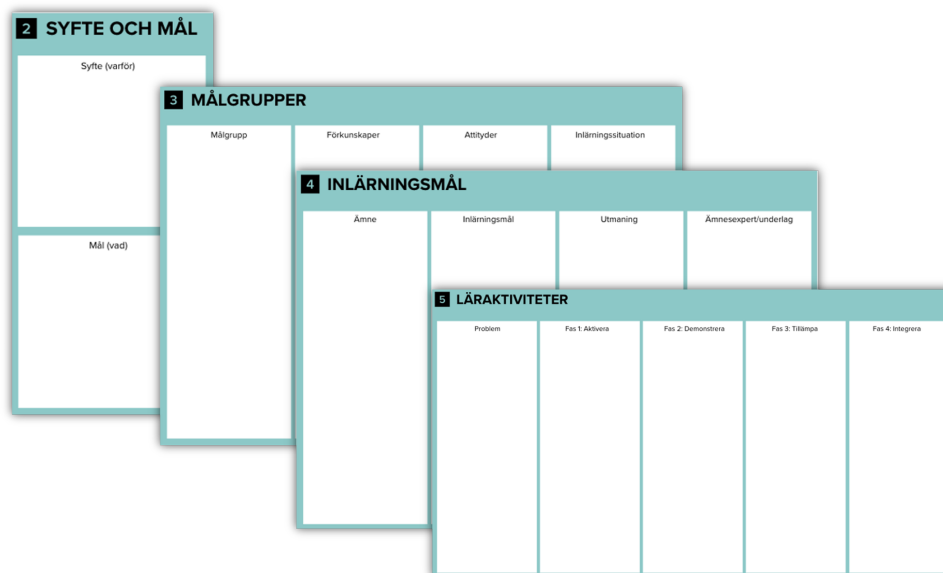 2 SYFTE OCH MÅL
Syfte (varför)
Mål (vad)
3 MÅLGRUPPER
Målgrupp
Förkunskaper
Attityder
Inlärningssituation
4 INLÄRNINGSMÅL
Ämne
Inlärningsmål
Utmaning
Ämnesexpert/underlag
5 LÄRAKTIVITETER
Problem
Fas 1: Aktivera
Fas 2: Demonstrera
Fas 3: Tillämpa
Fas 4: Integrera